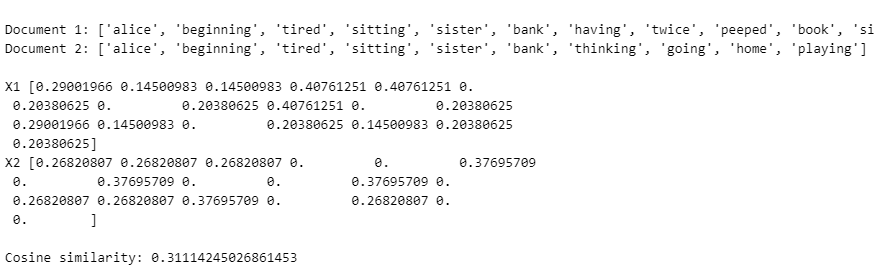 Document 1: ['alice', 'beginning', 'tired', 'sitting', 'sister', 'bank', 'having', 'twice', 'peeped', 'book', 'si
Document 2: ['alice', 'beginning', 'tired', 'sitting', 'sister', 'bank', 'thinking', 'going', 'home', 'playing']
X1 [0.29001966 0.14500983 0.14500983 0.40761251 0.40761251 0.
0.20380625 0. 0.20380625 0.40761251 0. 0.20380625
0.29001966 0.14500983 0. 0.20380625 0.14500983 0.20380625
0.20380625]
X2 [0.26820807 0.26820807 0.26820807 0. 0. 0.37695709
0. 0.37695709 0. 0. 0.37695709 0.
0.26820807 0.26820807 0.37695709 0. 0.26820807 0.
0. ]
Cosine similarity: 0.31114245026861453